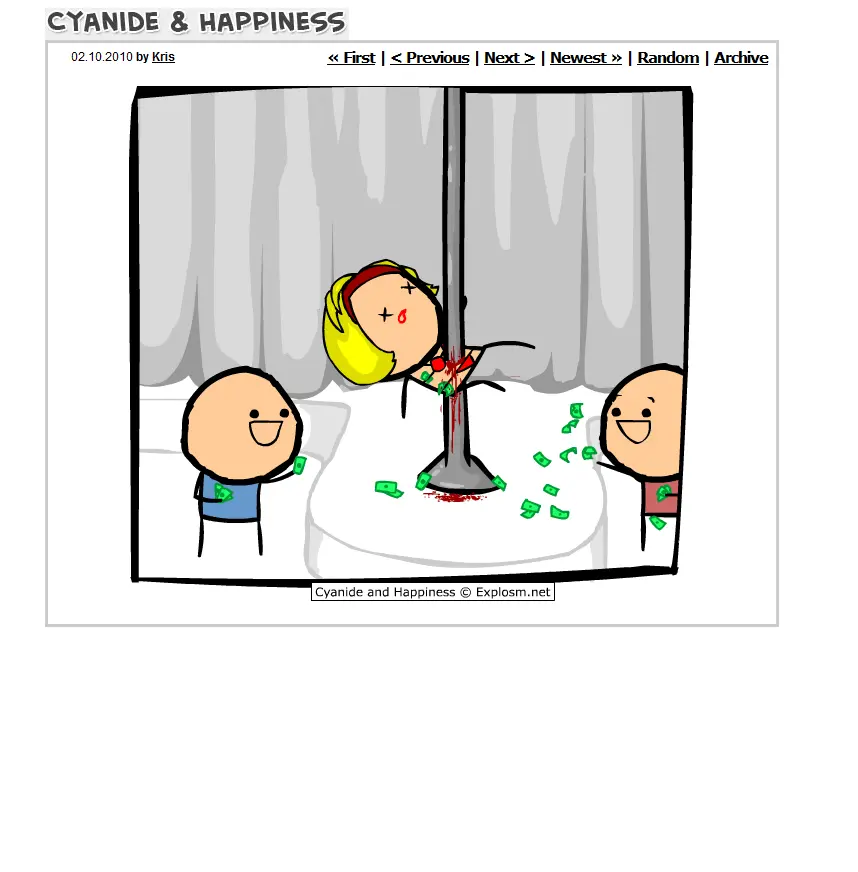 CYANIDE & HAPPINESS
02.10.2010 by Kris
« First | < Previous | Next > | Newest » | Random | Archive
Cyanide and Happiness © Explosm.net